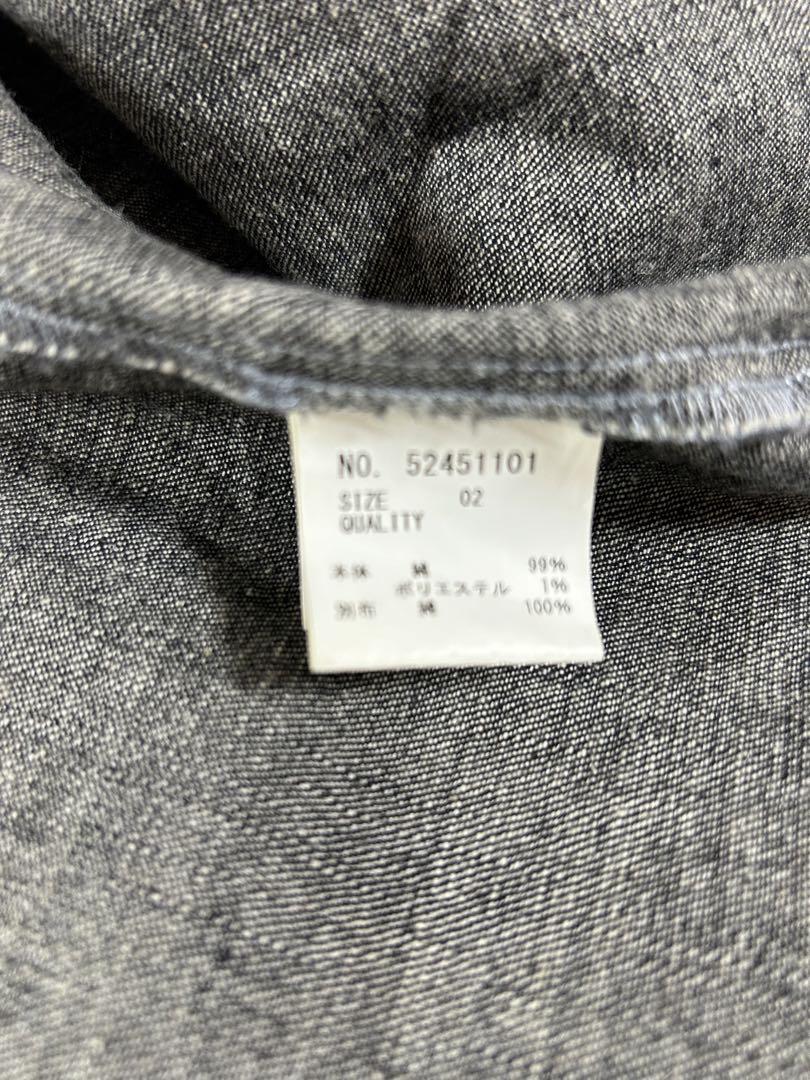 NO. 52451101
SIZE 02
QUALITY
本体 綿 99%
ポリエステル 1%
別布 綿 100%